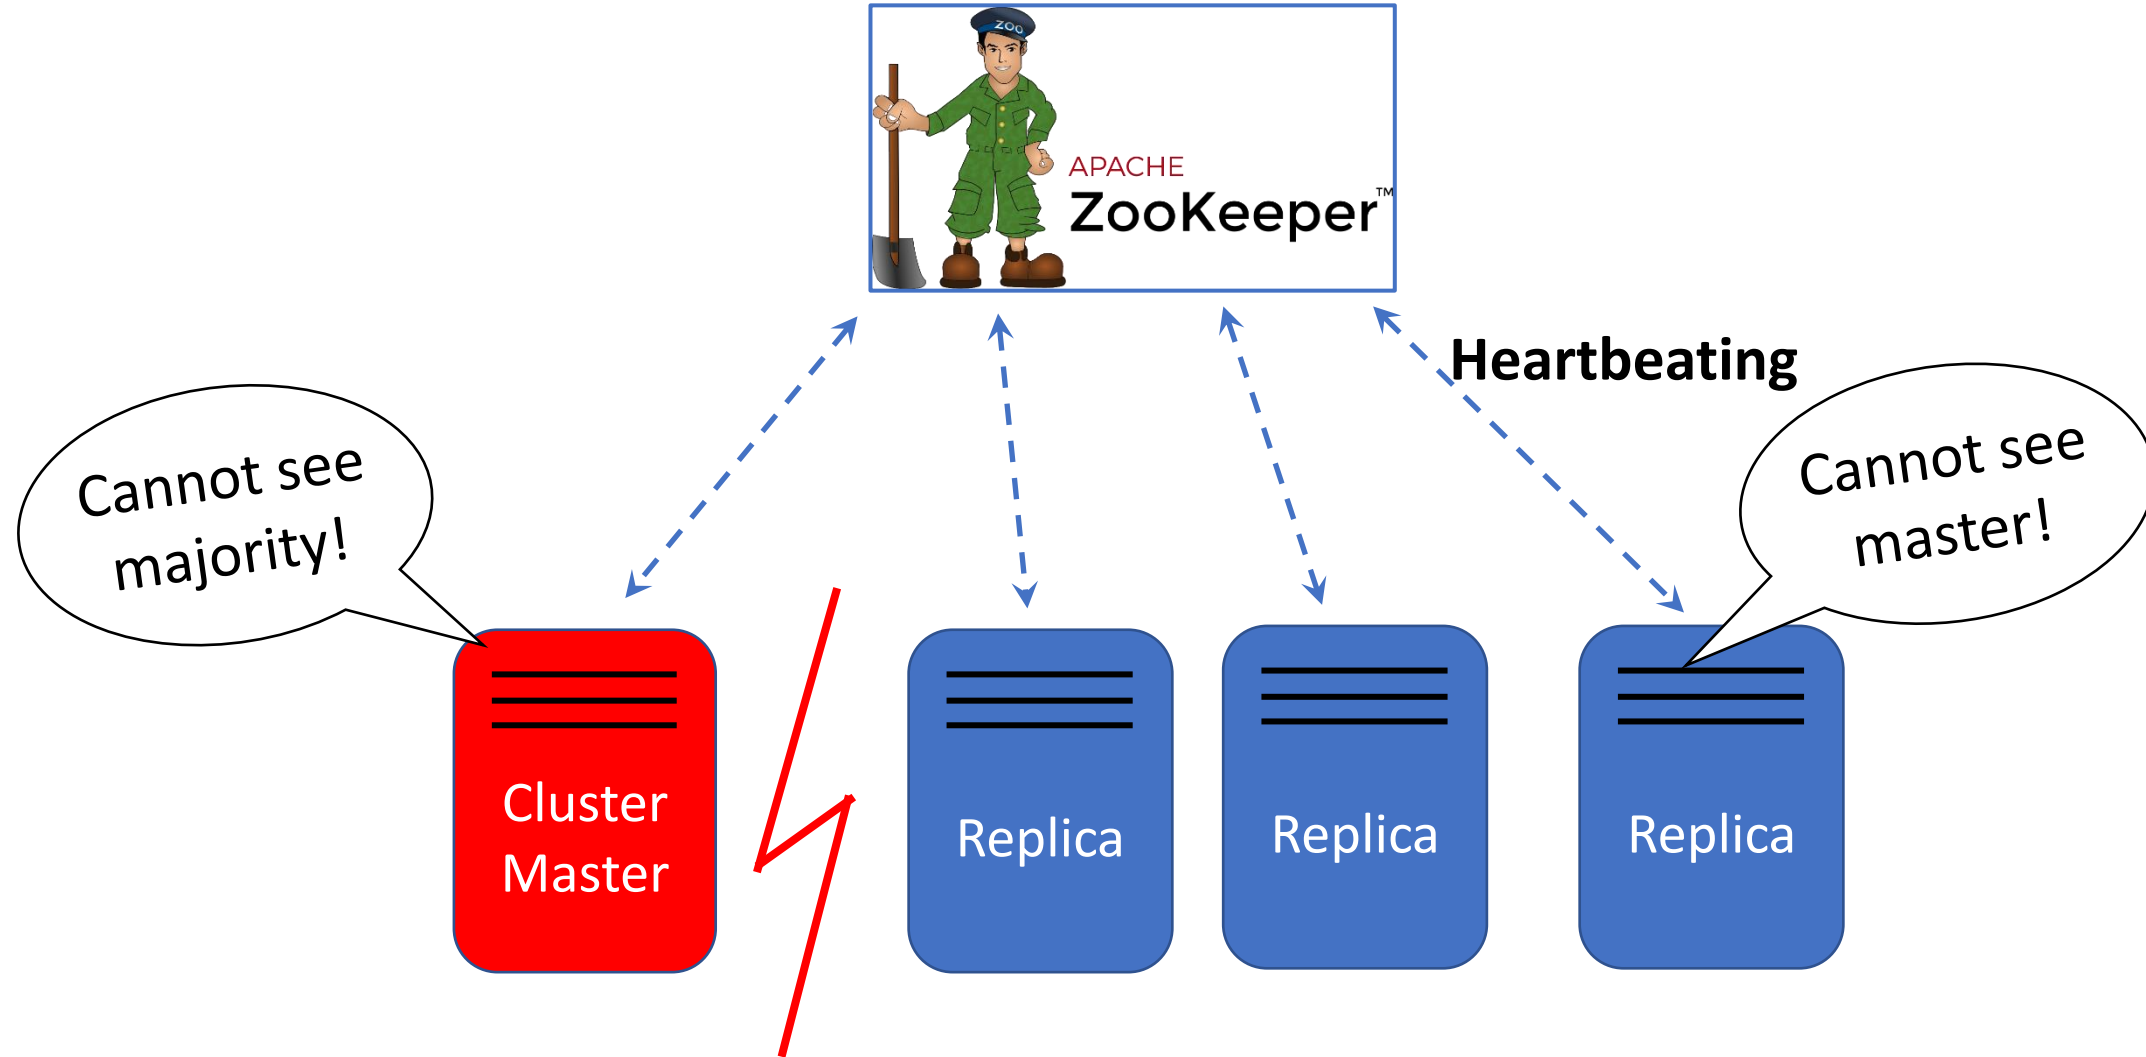 ZOO
APACHE
ZooKeeper™
Heartbeating
Cannot see
majority!
Cannot see
master!
Cluster
Master
Replica
Replica
Replica